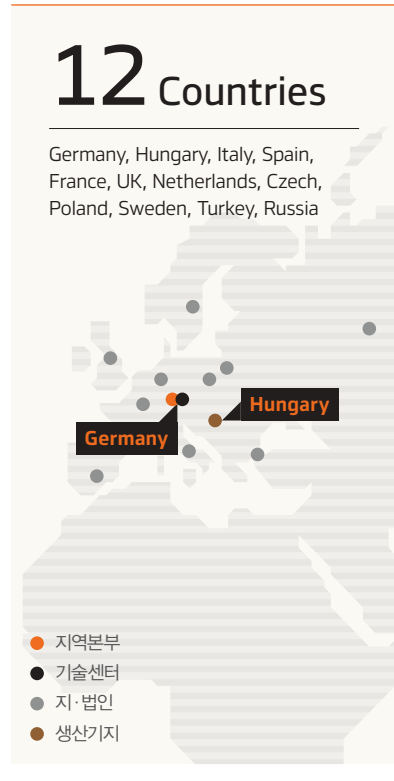 12 Countries
Germany, Hungary, Italy, Spain,
France, UK, Netherlands, Czech,
Poland, Sweden, Turkey, Russia
Hungary
Germany
지역본부
기술센터
지·법인
생산기지